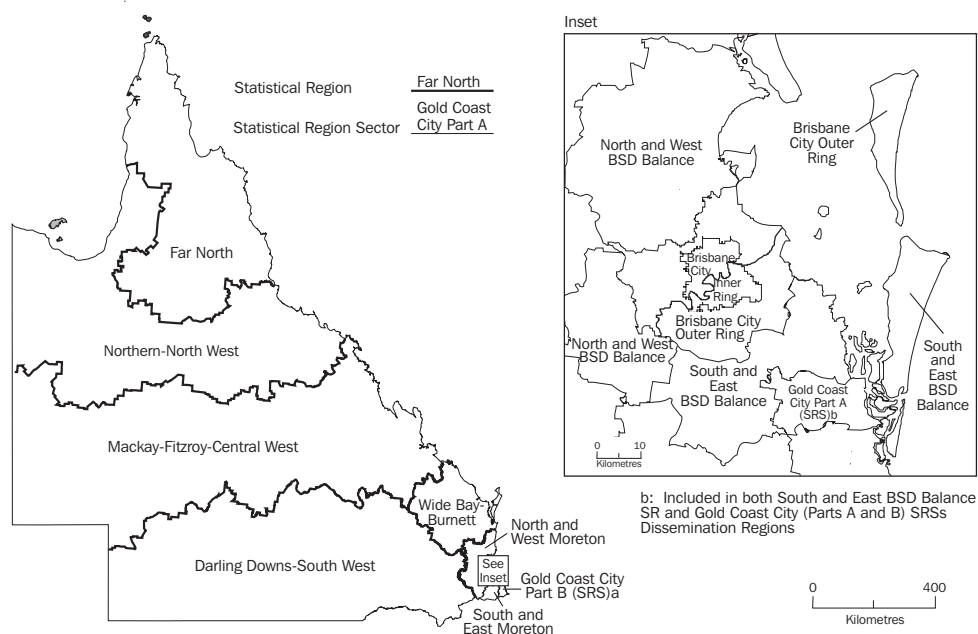 Statistical Region
Far North
Statistical Region Sector
Gold Coast
City Part A
Far North
Northern-North West
Mackay-Fitzroy-Central West
Wide Bay-
Burnett
North and
West Moreton
Darling Downs-South West
See
Inset
Gold Coast City
Part B (SRS)a
South and
East Moreton
Inset
North and West
BSD Balance
Brisbane
City Outer
Ring
Brisbane
City
Inner
Ring
Brisbane City
Outer Ring
North and West
BSD Balance
South and
East
BSD Balance
South
and
East
BSD
Balance
Gold Coast
City Part A
(SRS)b
0 10
Kilometres
b: Included in both South and East BSD Balance
SR and Gold Coast City (Parts A and B) SRSs
Dissemination Regions
0 400
Kilometres